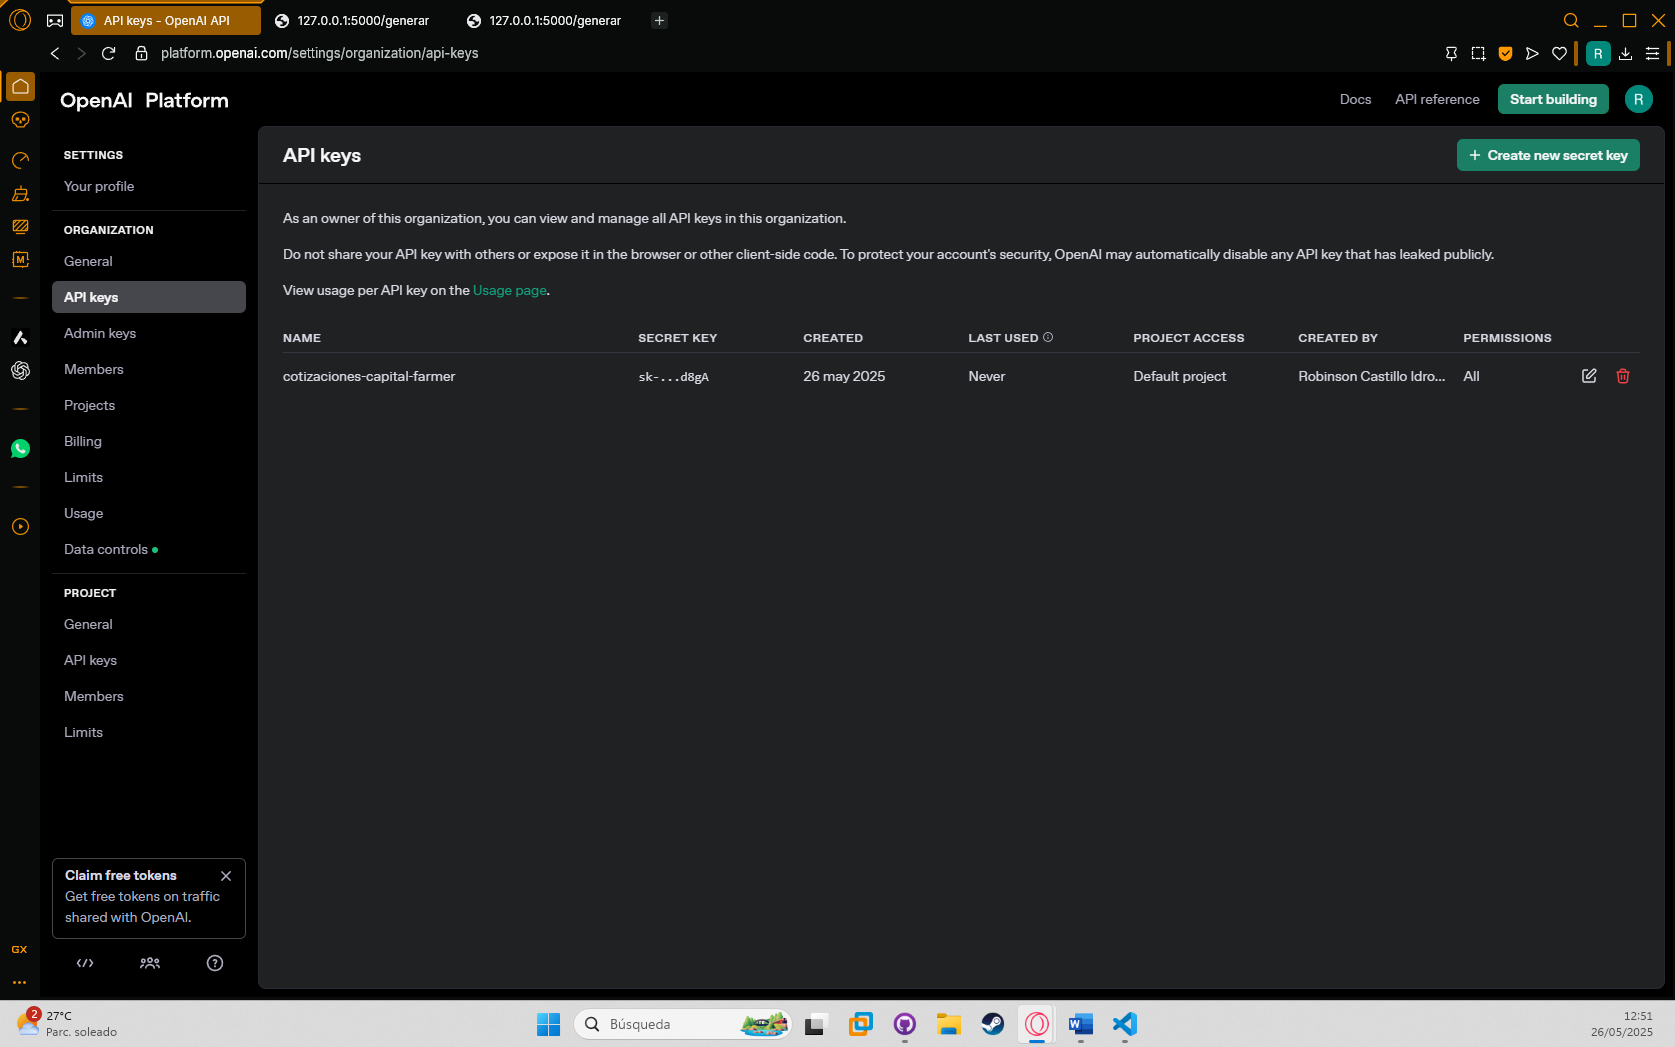 API keys - OpenAI API
127.0.0.1:5000/generar
127.0.0.1:5000/generar
platform.openai.com/settings/organization/api-keys
R
OpenAI Platform
Docs
API reference
Start building
R
SETTINGS
Your profile
ORGANIZATION
General
API keys
Admin keys
Members
Projects
Billing
Limits
Usage
Data controls
PROJECT
General
API keys
Members
Limits
Claim free tokens
Get free tokens on traffic
shared with OpenAI.
API keys
+ Create new secret key
As an owner of this organization, you can view and manage all API keys in this organization.
Do not share your API key with others or expose it in the browser or other client-side code. To protect your account's security, OpenAI may automatically disable any API key that has leaked publicly.
View usage per API key on the Usage page.
NAME SECRET KEY CREATED LAST USED PROJECT ACCESS CREATED BY PERMISSIONS
cotizaciones-capital-farmer sk-...d8gA 26 may 2025 Never Default project Robinson Castillo Idro... All
M
GX
2
27°C
Parc. soleado
Búsqueda
W
12:51
26/05/2025